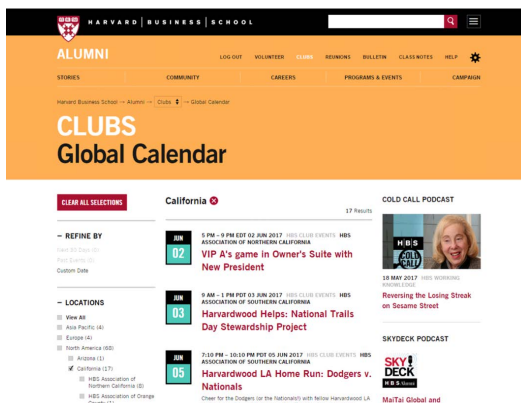 HARVARD | BUSINESS | SCHOOL
ALUMNI
LOG OUT VOLUNTEER CLUBS REUNIONS BULLETIN CLASS NOTES HELP
STORIES COMMUNITY CAREERS PROGRAMS & EVENTS CAMPAIGN
Harvard Business School → Alumni → Clubs → Global Calendar
CLUBS
Global Calendar
CLEAR ALL SELECTIONS
– REFINE BY
Next 30 Days (0)
Past Events (0)
Custom Date
– LOCATIONS
View All
Asia Pacific (4)
Europe (4)
North America (68)
Arizona (1)
California (17)
HBS Association of
Northern California (8)
HBS Association of Orange
California
17 Results
JUN
02
5 PM – 9 PM EDT 02 JUN 2017 HBS CLUB EVENTS HBS
ASSOCIATION OF NORTHERN CALIFORNIA
VIP A's game in Owner's Suite with
New President
JUN
03
9 AM – 1 PM PDT 03 JUN 2017 HBS CLUB EVENTS HBS
ASSOCIATION OF SOUTHERN CALIFORNIA
Harvardwood Helps: National Trails
Day Stewardship Project
JUN
05
7:10 PM – 10:10 PM PDT 05 JUN 2017 HBS CLUB EVENTS HBS
ASSOCIATION OF SOUTHERN CALIFORNIA
Harvardwood LA Home Run: Dodgers v.
Nationals
Cheer for the Dodgers (or the Nationals!) with fellow Harvardwood LA
COLD CALL PODCAST
HBS
COLD
CALL
18 MAY 2017 HBS WORKING
KNOWLEDGE
Reversing the Losing Streak
on Sesame Street
SKYDECK PODCAST
SKY
DECK
HBS Alumni
MaiTai Global and